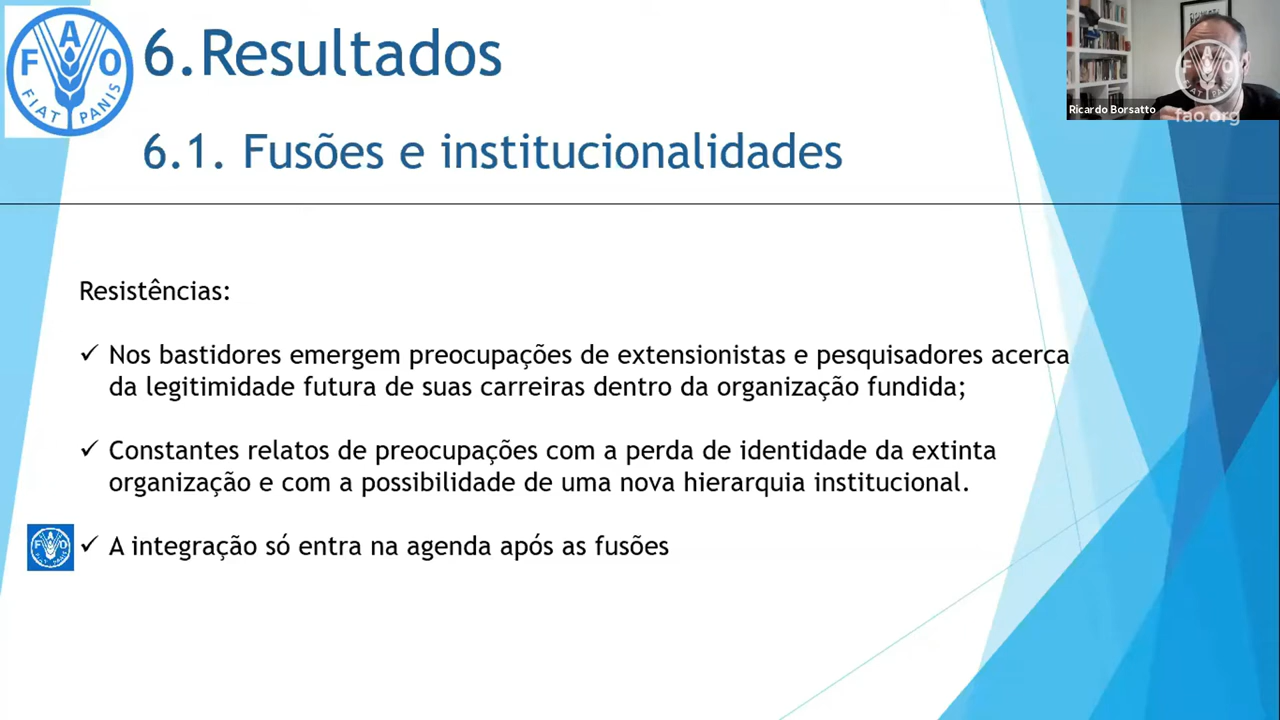 F A O
FIAT PANIS
6.Resultados
Ricardo Borsatto
FAO
fao.org
6.1. Fusões e institucionalidades
Resistências:
✓ Nos bastidores emergem preocupações de extensionistas e pesquisadores acerca
da legitimidade futura de suas carreiras dentro da organização fundida;
✓ Constantes relatos de preocupações com a perda de identidade da extinta
organização e com a possibilidade de uma nova hierarquia institucional.
✓ A integração só entra na agenda após as fusões